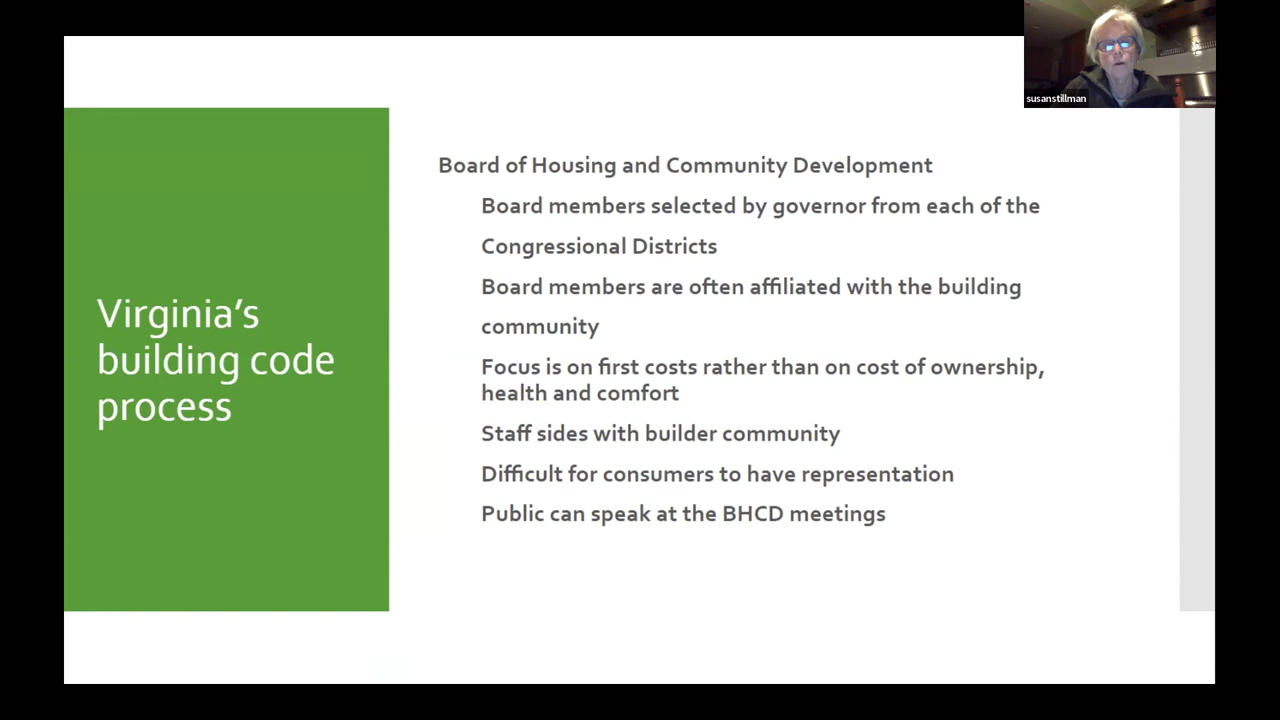 susanstillman
Virginia's
building code
process
Board of Housing and Community Development
Board members selected by governor from each of the
Congressional Districts
Board members are often affiliated with the building
community
Focus is on first costs rather than on cost of ownership,
health and comfort
Staff sides with builder community
Difficult for consumers to have representation
Public can speak at the BHCD meetings